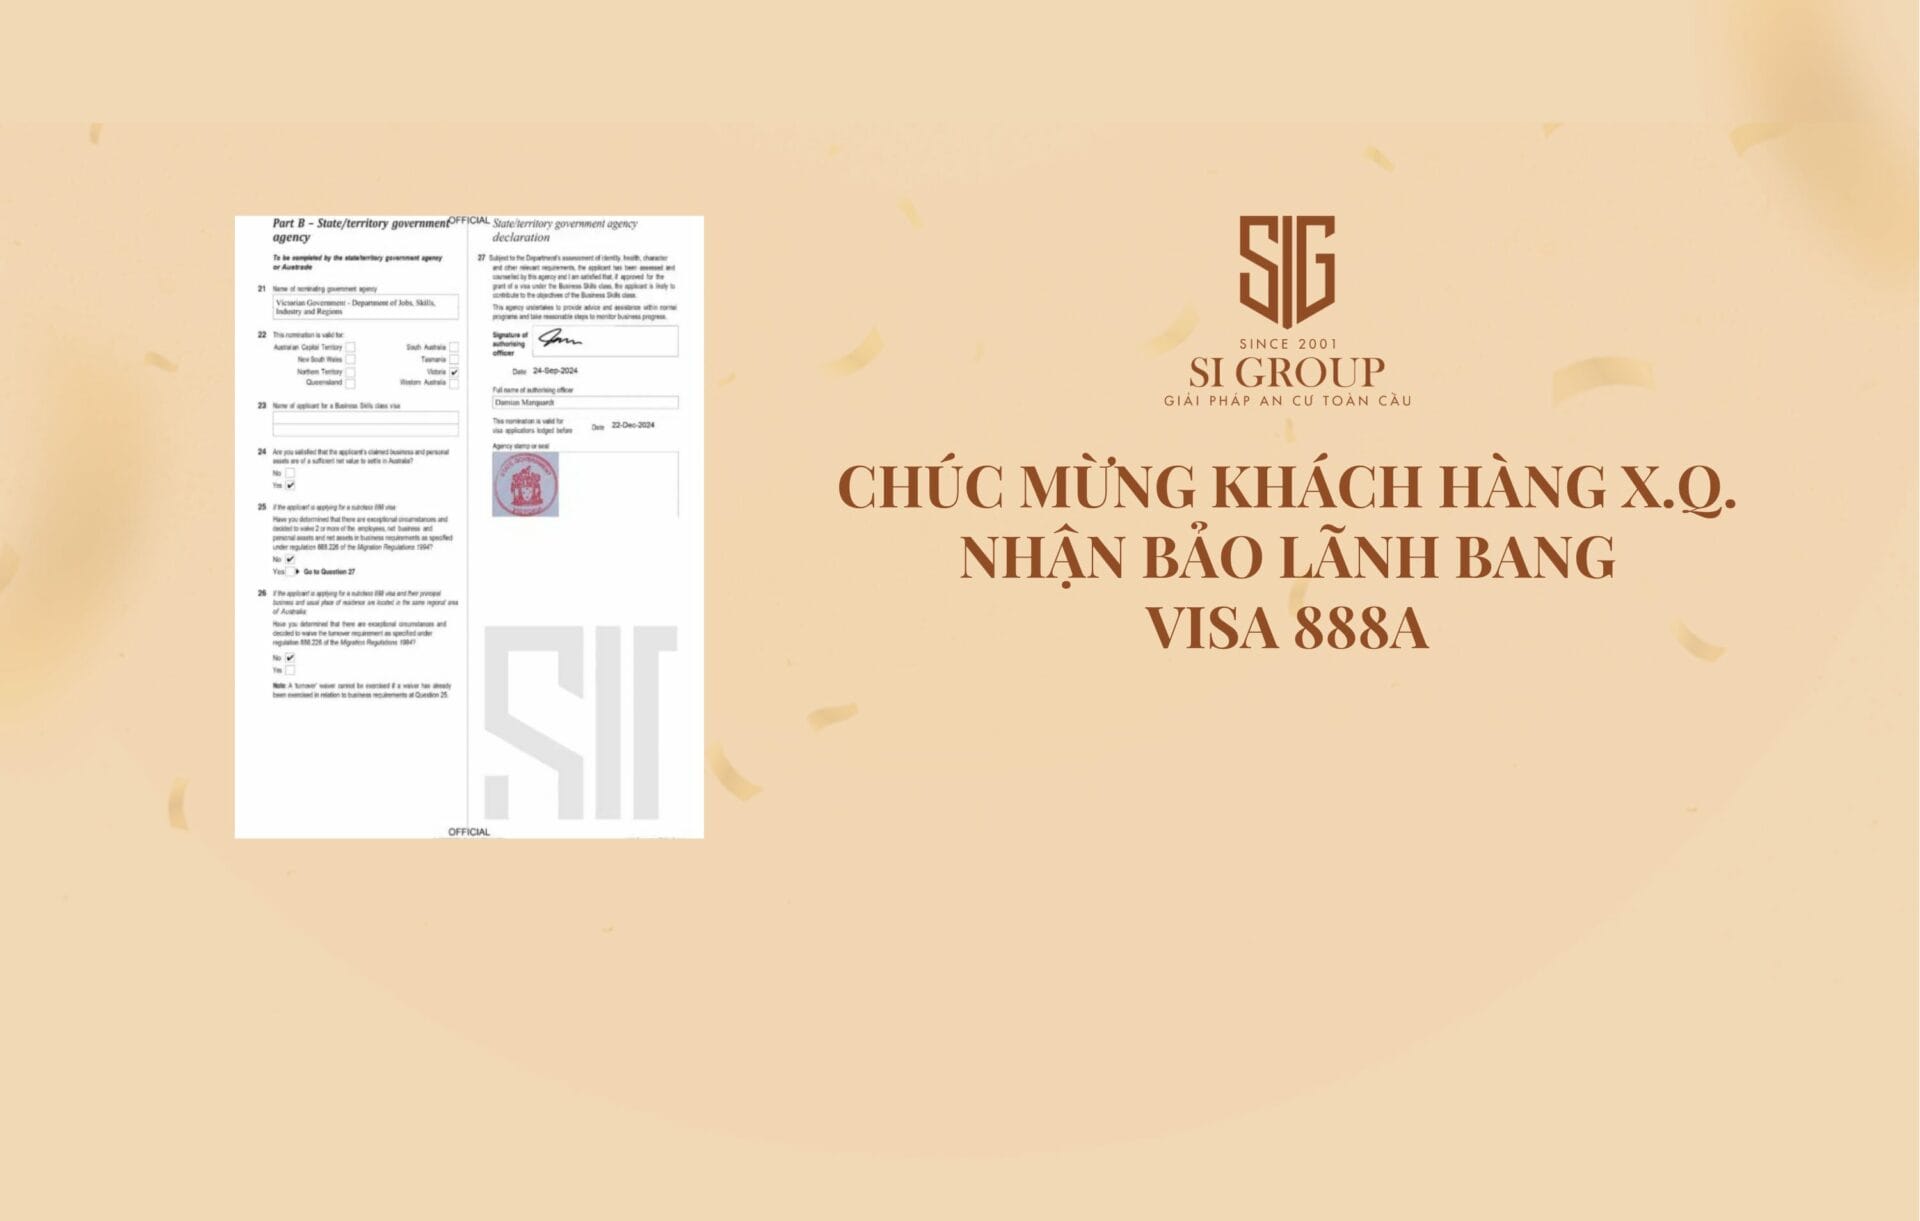 Part B – State/territory government
agency
OFFICIAL
To be completed by the state/territory government agency
or Austrade
21 Name of nominating government agency
Victorian Government - Department of Jobs, Skills,
Industry and Regions
22 This nomination is valid for:
Australian Capital Territory
South Australia
New South Wales
Tasmania
Northern Territory
Victoria ✔
Queensland
Western Australia
23 Name of applicant for a Business Skills class visa
24 Are you satisfied that the applicant's claimed business and personal
assets are of a sufficient net value to settle in Australia?
No
Yes ✔
25 If the applicant is applying for a subclass 888 visa
Have you determined that there are exceptional circumstances and
decided to waive 2 or more of the employees, net business and
personal assets and net assets in business requirements as specified
under regulation 888.226 of the Migration Regulations 1994?
No ✔
Yes Go to Question 27
26 If the applicant is applying for a subclass 888 visa and their principal
business and usual place of residence are located in the same regional area
of Australia:
Have you determined that there are exceptional circumstances and
decided to waive the turnover requirement as specified under
regulation 888.226 of the Migration Regulations 1994?
No ✔
Yes
Note: A 'turnover' waiver cannot be exercised if a waiver has already
been exercised in relation to business requirements at Question 25.
State/territory government agency
declaration
27 Subject to the Department's assessment of identity, health, character
and other relevant requirements, the applicant has been assessed and
counselled by this agency and I am satisfied that, if approved for the
grant of a visa under the Business Skills class, the applicant is likely to
contribute to the objectives of the Business Skills class.
This agency undertakes to provide advice and assistance within normal
programs and take reasonable steps to monitor business progress.
Signature of
authorising
officer
Date 24-Sep-2024
Full name of authorising officer
Damian Marquardt
This nomination is valid for
visa applications lodged before
Date 22-Dec-2024
Agency stamp or seal
OFFICIAL
SIG
SINCE 2001
SI GROUP
GIẢI PHÁP AN CƯ TOÀN CẦU
CHÚC MỪNG KHÁCH HÀNG X.Q.
NHẬN BẢO LÃNH BANG
VISA 888A